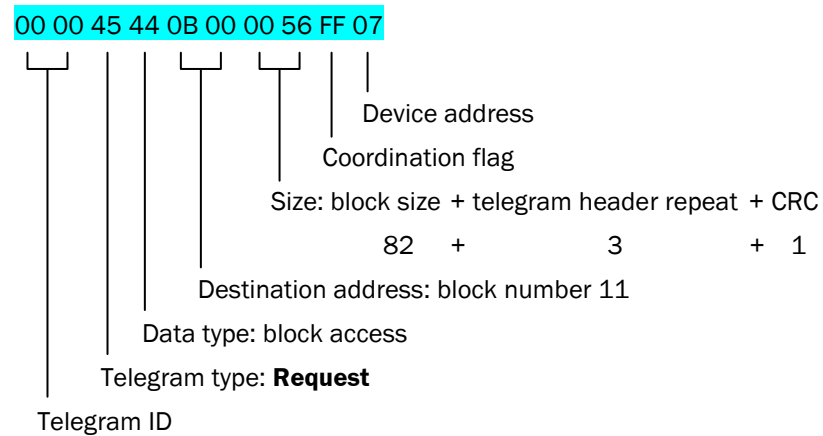 00 00 45 44 0B 00 00 56 FF 07
Device address
Coordination flag
Size: block size + telegram header repeat + CRC
82 + 3 + 1
Destination address: block number 11
Data type: block access
Telegram type: Request
Telegram ID